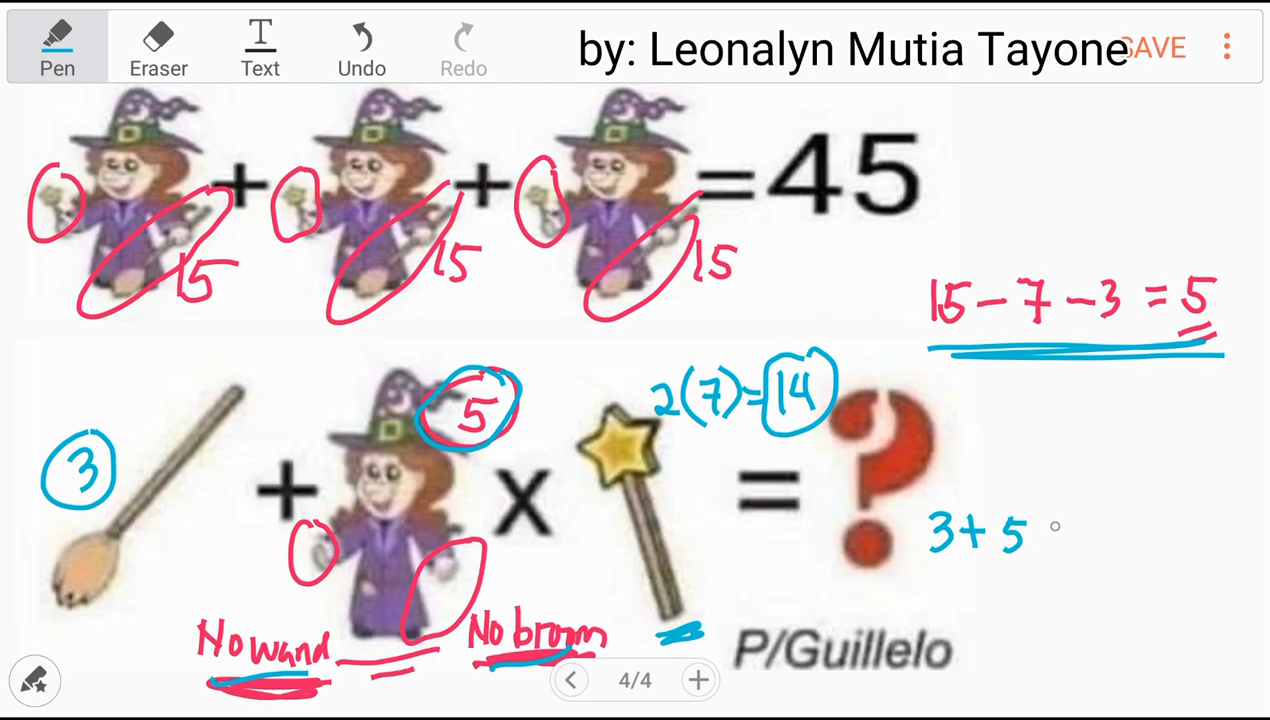 Pen Eraser Text Undo Redo by: Leonalyn Mutia Tayone SAVE
+ + = 45
15 15 15
15 - 7 - 3 = 5
3 + 5 x 2(7) = 14 = ?
3 + 5
No wand No broom
4/4
P/Guillelo